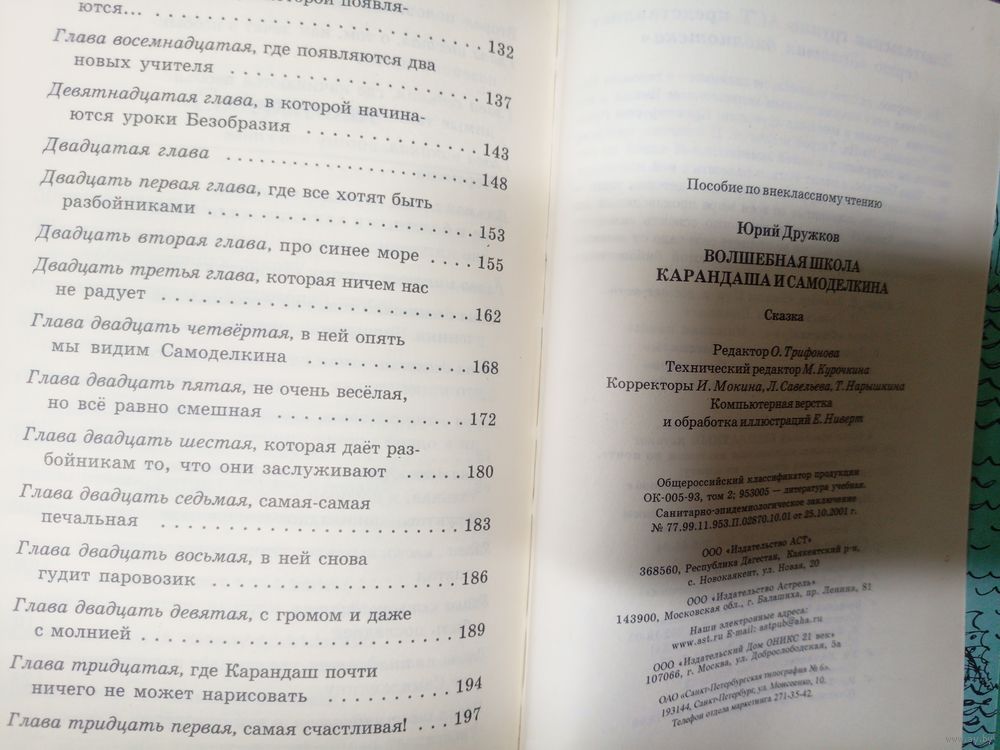 которой появля-
ются... 132
Глава восемнадцатая, где появляются два
новых учителя 137
Девятнадцатая глава, в которой начина-
ются уроки Безобразия 143
Двадцатая глава 148
Двадцать первая глава, где все хотят быть
разбойниками 153
Двадцать вторая глава, про синее море .... 155
Двадцать третья глава, которая ничем нас
не радует 162
Глава двадцать четвёртая, в ней опять
мы видим Самоделкина 168
Глава двадцать пятая, не очень весёлая,
но всё равно смешная 172
Глава двадцать шестая, которая даёт раз-
бойникам то, что они заслуживают ...... 180
Глава двадцать седьмая, самая-самая
печальная 183
Глава двадцать восьмая, в ней снова
гудит паровозик 186
Глава двадцать девятая, с громом и даже
с молнией 189
Глава тридцатая, где Карандаш почти
ничего не может нарисовать 194
Глава тридцать первая, самая счастливая! ... 197
Пособие по внеклассному чтению
Юрий Дружков
ВОЛШЕБНАЯ ШКОЛА
КАРАНДАША И САМОДЕЛКИНА
Сказка
Редактор О. Трифонова
Технический редактор М. Курочкина
Корректоры И. Мокина, Л. Савельева, Т. Нарышкина
Компьютерная верстка
и обработка иллюстраций Е. Ниверт
Общероссийский классификатор продукции
ОК-005-93, том 2; 953005 — литература учебная.
Санитарно-эпидемиологическое заключение
№ 77.99.11.953.П.02870.10.01 от 25.10.2001 г.
ООО «Издательство АСТ»
368560, Республика Дагестан, Каякентский р-н,
с. Новокаякент, ул. Новая, 20
ООО «Издательство Астрель»
143900, Московская обл., г. Балашиха, пр. Ленина, 81
Наши электронные адреса:
www.ast.ru E-mail: astpub@aha.ru
ООО «Издательский Дом ОНИКС 21 век»
107066, г. Москва, ул. Доброслободская, 5а
ОАО «Санкт-Петербургская типография № 6».
193144, Санкт-Петербург, ул. Моисеенко, 10.
Телефон отдела маркетинга 271-35-42.